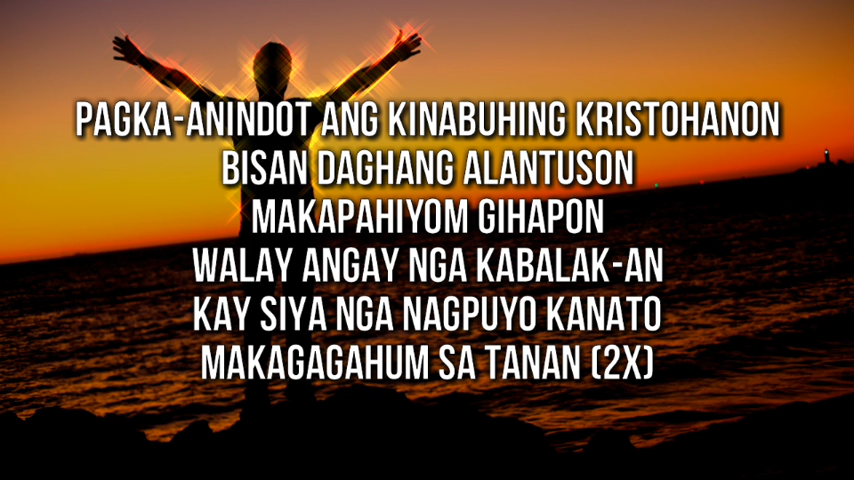 PAGKA-ANINDOT ANG KINABUHING KRISTOHANON
BISAN DAGHANG ALANTUSON
MAKAPAHIYOM GIHAPON
WALAY ANGAY NGA KABALAK-AN
KAY SIYA NGA NAGPUYO KANATO
MAKAGAGAHUM SA TANAN (2X)